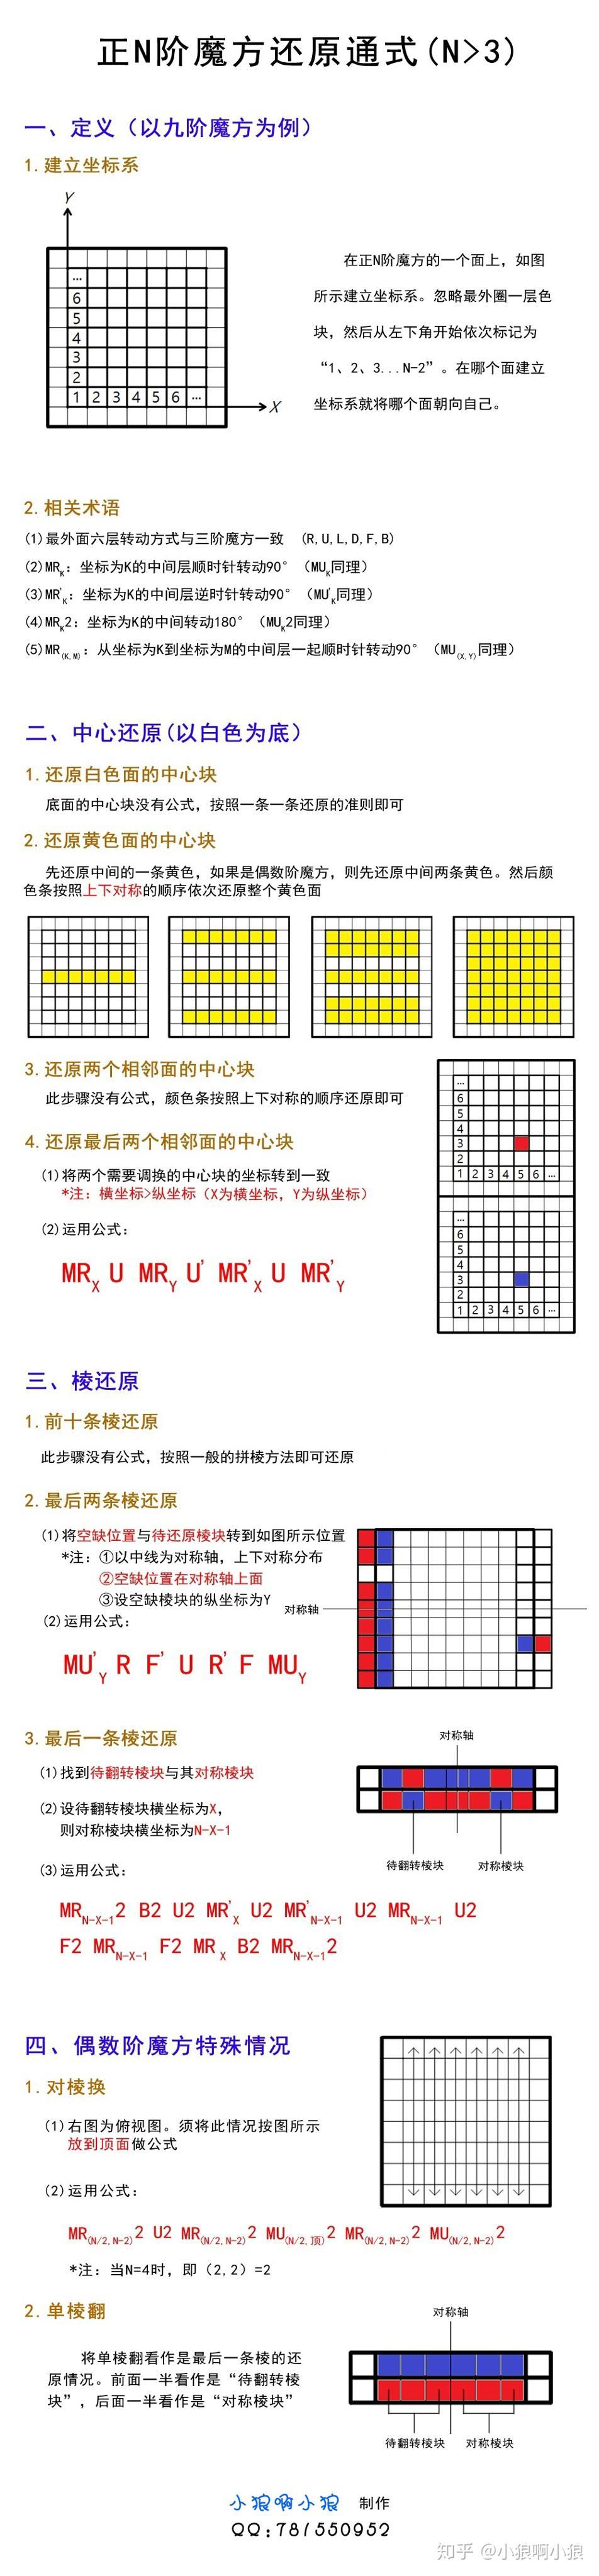 正N阶魔方还原通式(N>3)
一、定义（以九阶魔方为例）
1.建立坐标系
Y
...
6
5
4
3
2
1 2 3 4 5 6 ...
X
在正N阶魔方的一个面上，如图
所示建立坐标系。忽略最外圈一层色
块，然后从左下角开始依次标记为
“1、2、3...N-2”。在哪个面建立
坐标系就将哪个面朝向自己。
2.相关术语
(1)最外面六层转动方式与三阶魔方一致 (R,U,L,D,F,B)
(2)MRK：坐标为K的中间层顺时针转动90°（MUK同理）
(3)MR'K：坐标为K的中间层逆时针转动90°（MU'K同理）
(4)MRK2：坐标为K的中间转动180°（MUK2同理）
(5)MR(K,M)：从坐标为K到坐标为M的中间层一起顺时针转动90°（MU(X,Y)同理）
二、中心还原(以白色为底)
1.还原白色面的中心块
底面的中心块没有公式，按照一条一条还原的准则即可
2.还原黄色面的中心块
先还原中间的一条黄色，如果是偶数阶魔方，则先还原中间两条黄色。然后颜
色条按照上下对称的顺序依次还原整个黄色面
3.还原两个相邻面的中心块
此步骤没有公式，颜色条按照上下对称的顺序还原即可
4.还原最后两个相邻面的中心块
(1)将两个需要调换的中心块的坐标转到一致
*注：横坐标>纵坐标（X为横坐标，Y为纵坐标）
(2)运用公式：
MRX U MRY U' MR'X U MR'Y
...
6
5
4
3
2
1 2 3 4 5 6 ...
...
6
5
4
3
2
1 2 3 4 5 6 ...
三、棱还原
1.前十条棱还原
此步骤没有公式，按照一般的拼棱方法即可还原
2.最后两条棱还原
(1)将空缺位置与待还原棱块转到如图所示位置
*注：①以中线为对称轴，上下对称分布
②空缺位置在对称轴上面
③设空缺棱块的纵坐标为Y
对称轴
(2)运用公式：
MU'Y R F' U R' F MUY
3.最后一条棱还原
(1)找到待翻转棱块与其对称棱块
(2)设待翻转棱块横坐标为X，
则对称棱块横坐标为N-X-1
对称轴
待翻转棱块 对称棱块
(3)运用公式：
MRN-X-12 B2 U2 MR'X U2 MR'N-X-1 U2 MRN-X-1 U2
F2 MRN-X-1 F2 MRX B2 MRN-X-12
四、偶数阶魔方特殊情况
1.对棱换
(1)右图为俯视图。须将此情况按图所示
放到顶面做公式
(2)运用公式：
MR(N/2,N-2)2 U2 MR(N/2,N-2)2 MU(N/2,顶)2 MR(N/2,N-2)2 MU(N/2,N-2)2
*注：当N=4时，即（2,2）=2
2.单棱翻
将单棱翻看作是最后一条棱的还
原情况。前面一半看作是“待翻转棱
块”，后面一半看作是“对称棱块”
对称轴
待翻转棱块 对称棱块
小狼啊小狼 制作
QQ:781550952
知乎 @小狼啊小狼